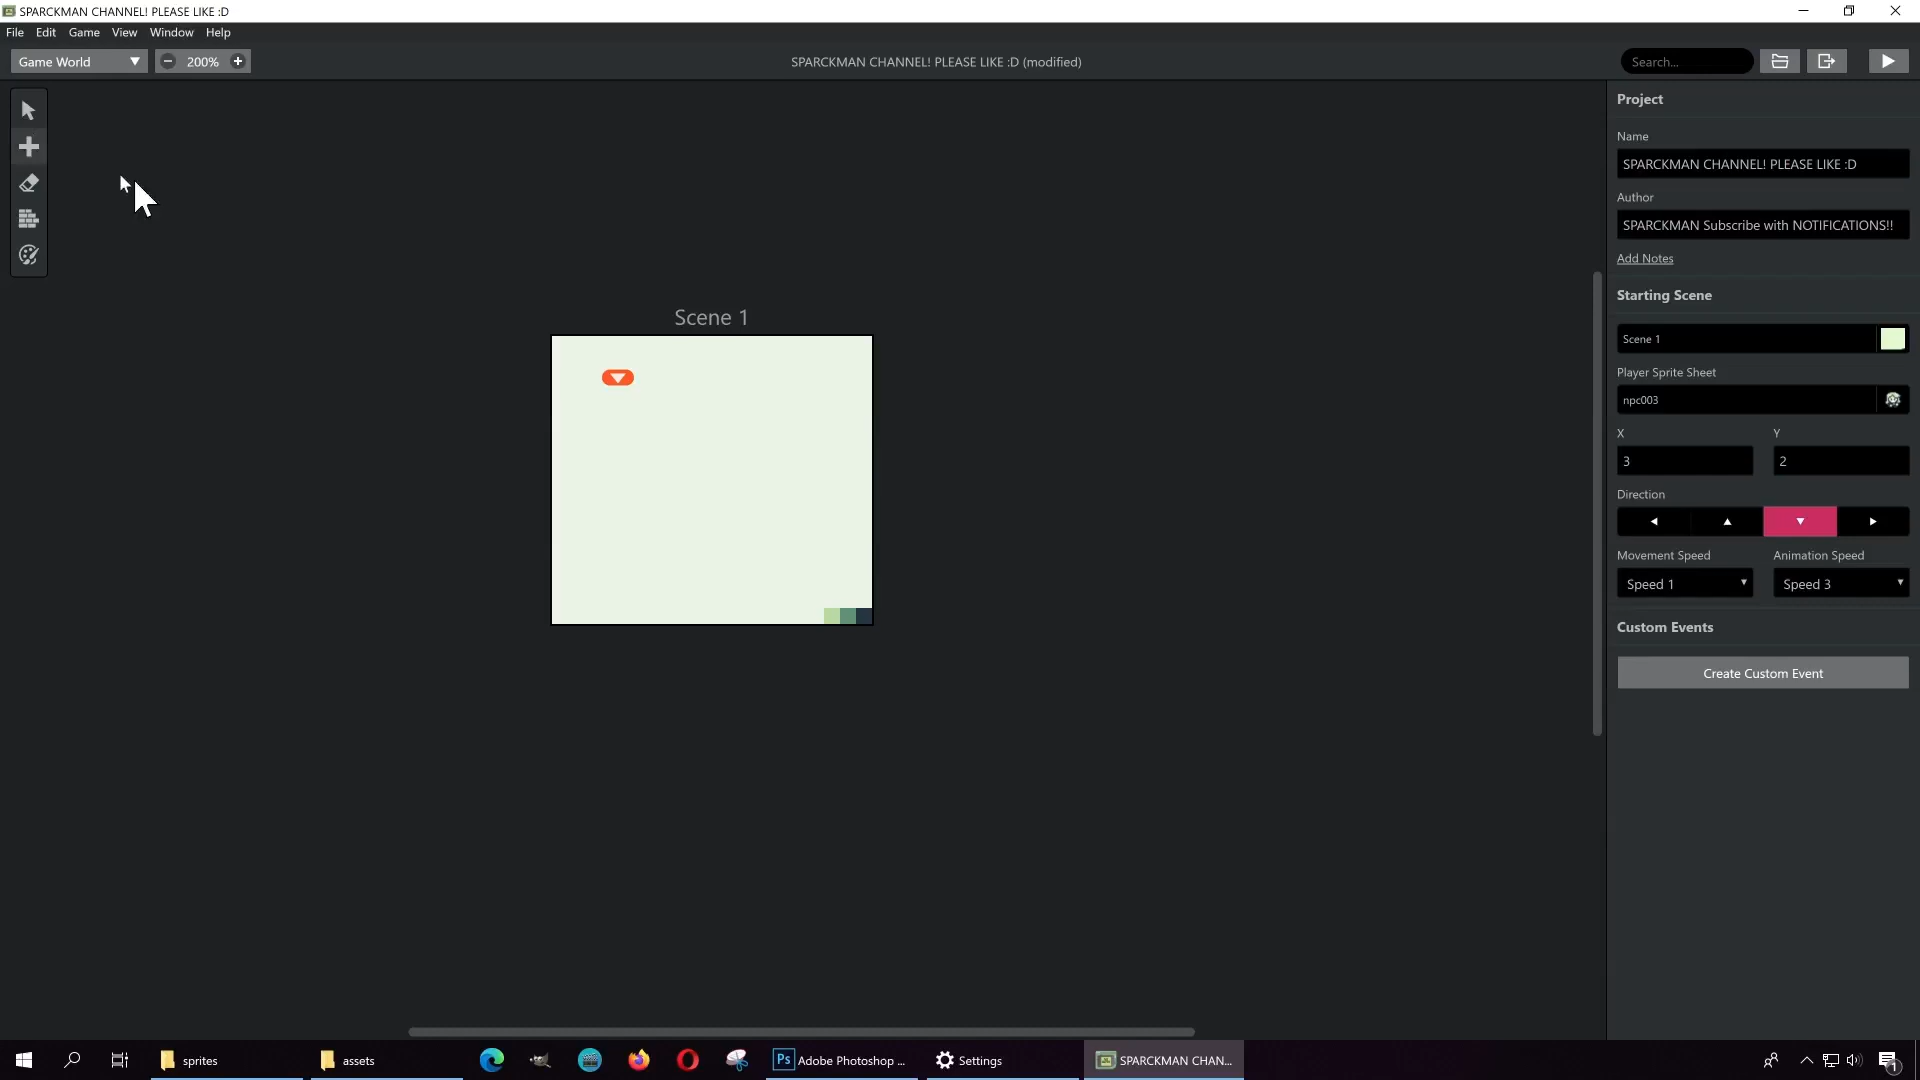 SPARCKMAN CHANNEL! PLEASE LIKE :D
File Edit Game View Window Help
Game World 200% SPARCKMAN CHANNEL! PLEASE LIKE :D (modified) Search...
Project
Name
SPARCKMAN CHANNEL! PLEASE LIKE :D
Author
SPARCKMAN Subscribe with NOTIFICATIONS!!
Add Notes
Starting Scene
Scene 1
Scene 1
Player Sprite Sheet
npc003
X Y
3 2
Direction
Movement Speed Animation Speed
Speed 1 Speed 3
Custom Events
Create Custom Event
sprites assets Ps Adobe Photoshop ... Settings SPARCKMAN CHAN... 1